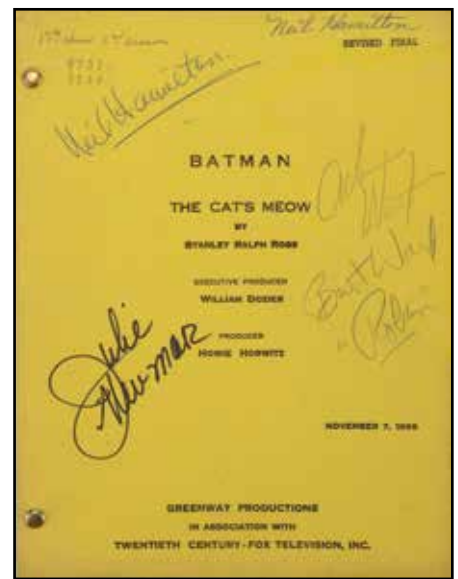 Neil Hamilton
REVISED FINAL
Neil Hamilton.
BATMAN
THE CAT'S MEOW
BY
STANLEY RALPH ROSS
Adam West
EXECUTIVE PRODUCER
WILLIAM DOZIER
Burt Ward
"Robin"
PRODUCER
HOWIE HORWITZ
Julie Newmar
NOVEMBER 7, 1966
GREENWAY PRODUCTIONS
IN ASSOCIATION WITH
TWENTIETH CENTURY-FOX TELEVISION, INC.